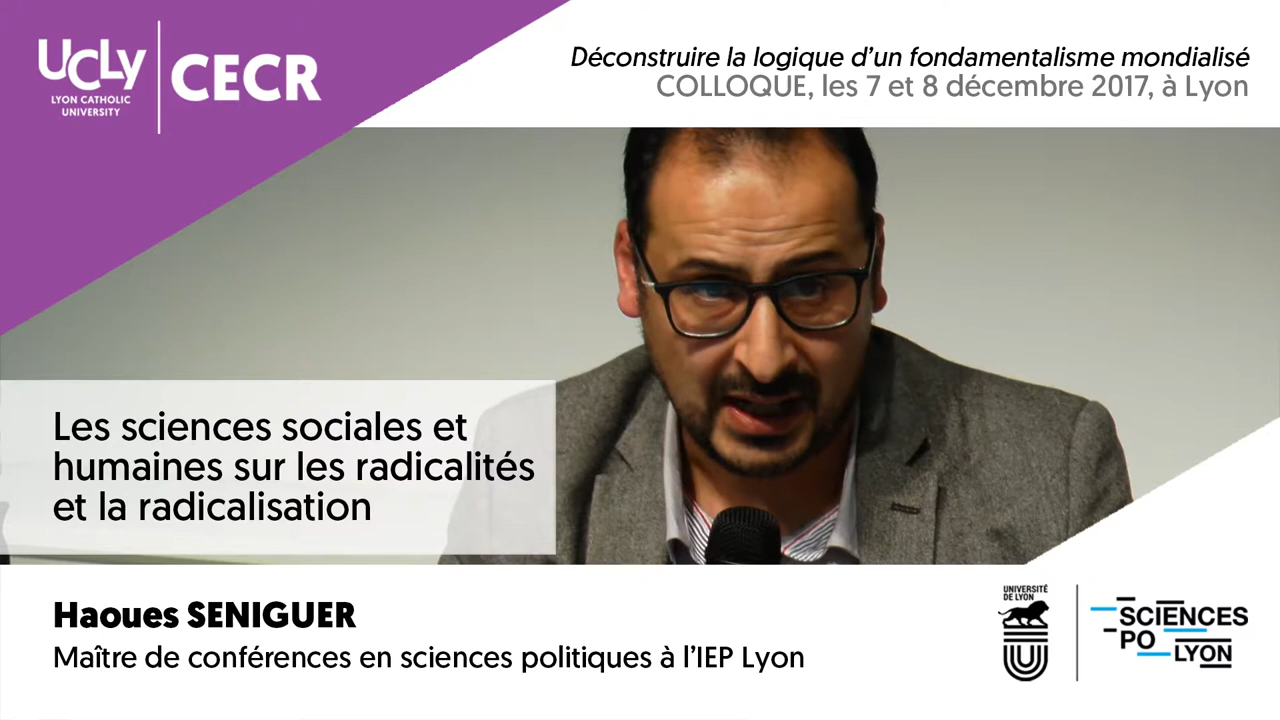 UCLy
LYON CATHOLIC
UNIVERSITY
CECR
Déconstruire la logique d’un fondamentalisme mondialisé
COLLOQUE, les 7 et 8 décembre 2017, à Lyon
Les sciences sociales et
humaines sur les radicalités
et la radicalisation
Haoues SENIGUER
Maître de conférences en sciences politiques à l’IEP Lyon
UNIVERSITÉ
DE LYON
SCIENCES
PO
LYON